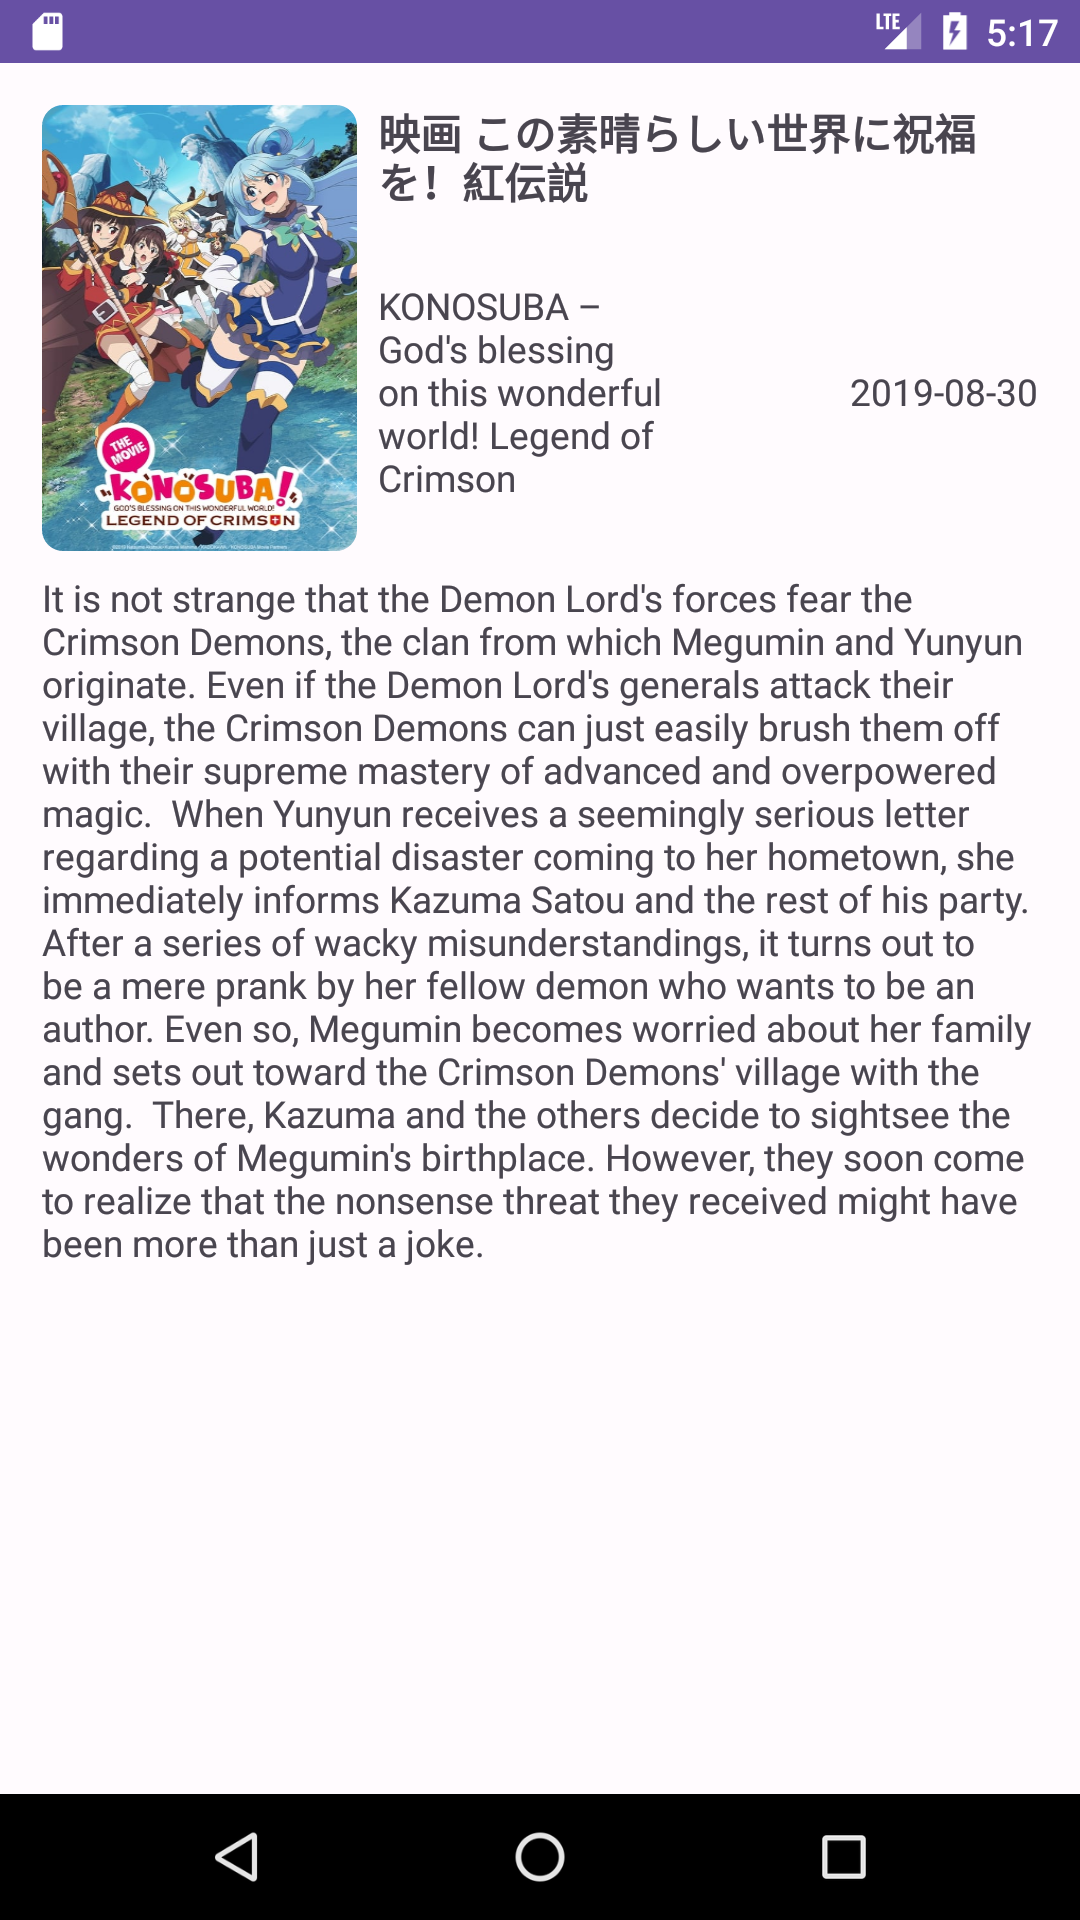 LTE 5:17
映画 この素晴らしい世界に祝福
を！紅伝説
KONOSUBA –
God's blessing
on this wonderful
world! Legend of
Crimson
2019-08-30
THE
MOVIE
KONOSUBA!
GOD'S BLESSING ON THIS WONDERFUL WORLD!
LEGEND OF CRIMSON
It is not strange that the Demon Lord's forces fear the
Crimson Demons, the clan from which Megumin and Yunyun
originate. Even if the Demon Lord's generals attack their
village, the Crimson Demons can just easily brush them off
with their supreme mastery of advanced and overpowered
magic.  When Yunyun receives a seemingly serious letter
regarding a potential disaster coming to her hometown, she
immediately informs Kazuma Satou and the rest of his party.
After a series of wacky misunderstandings, it turns out to
be a mere prank by her fellow demon who wants to be an
author. Even so, Megumin becomes worried about her family
and sets out toward the Crimson Demons' village with the
gang.  There, Kazuma and the others decide to sightsee the
wonders of Megumin's birthplace. However, they soon come
to realize that the nonsense threat they received might have
been more than just a joke.